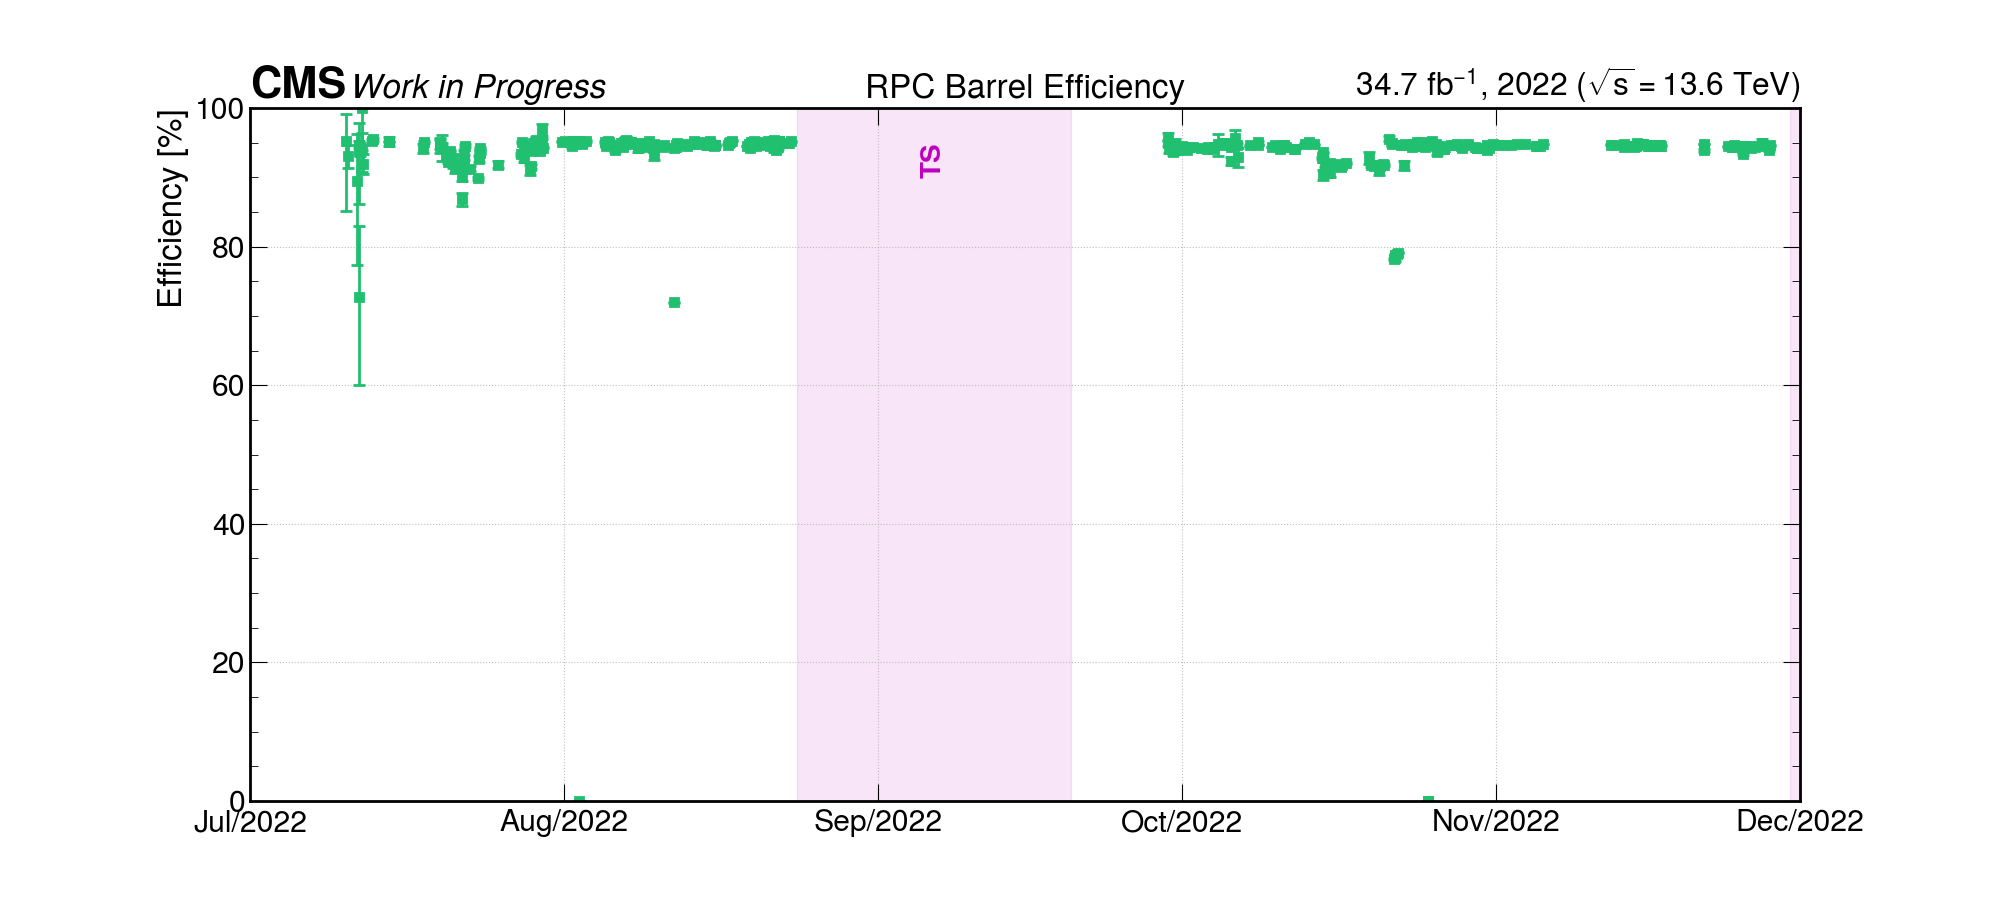 CMS Work in Progress RPC Barrel Efficiency 34.7 fb⁻¹, 2022 (√s = 13.6 TeV)
Efficiency [%]
100
80
60
40
20
0
TS
Jul/2022 Aug/2022 Sep/2022 Oct/2022 Nov/2022 Dec/2022